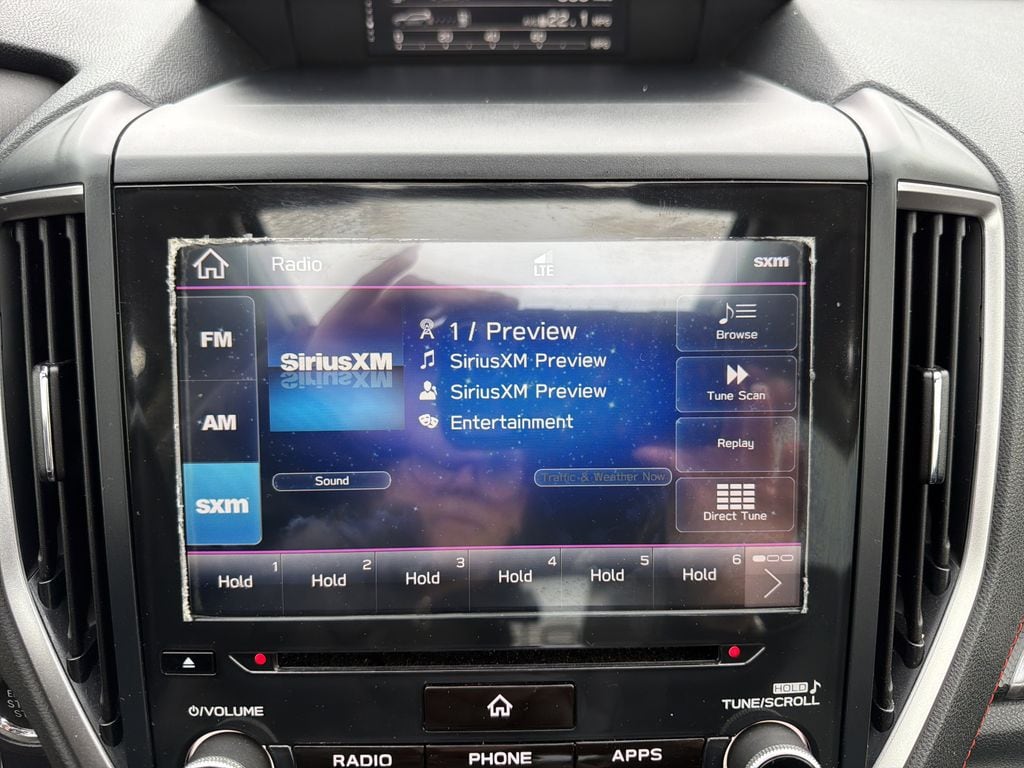 22.1 MPG
MPG
Radio
LTE
sxm
FM
AM
sxm
SiriusXM
1 / Preview
SiriusXM Preview
SiriusXM Preview
Entertainment
Sound
Traffic & Weather Now
Browse
Tune Scan
Replay
Direct Tune
1
Hold
2
Hold
3
Hold
4
Hold
5
Hold
6
Hold
/VOLUME
HOLD
TUNE/SCROLL
RADIO
PHONE
APPS